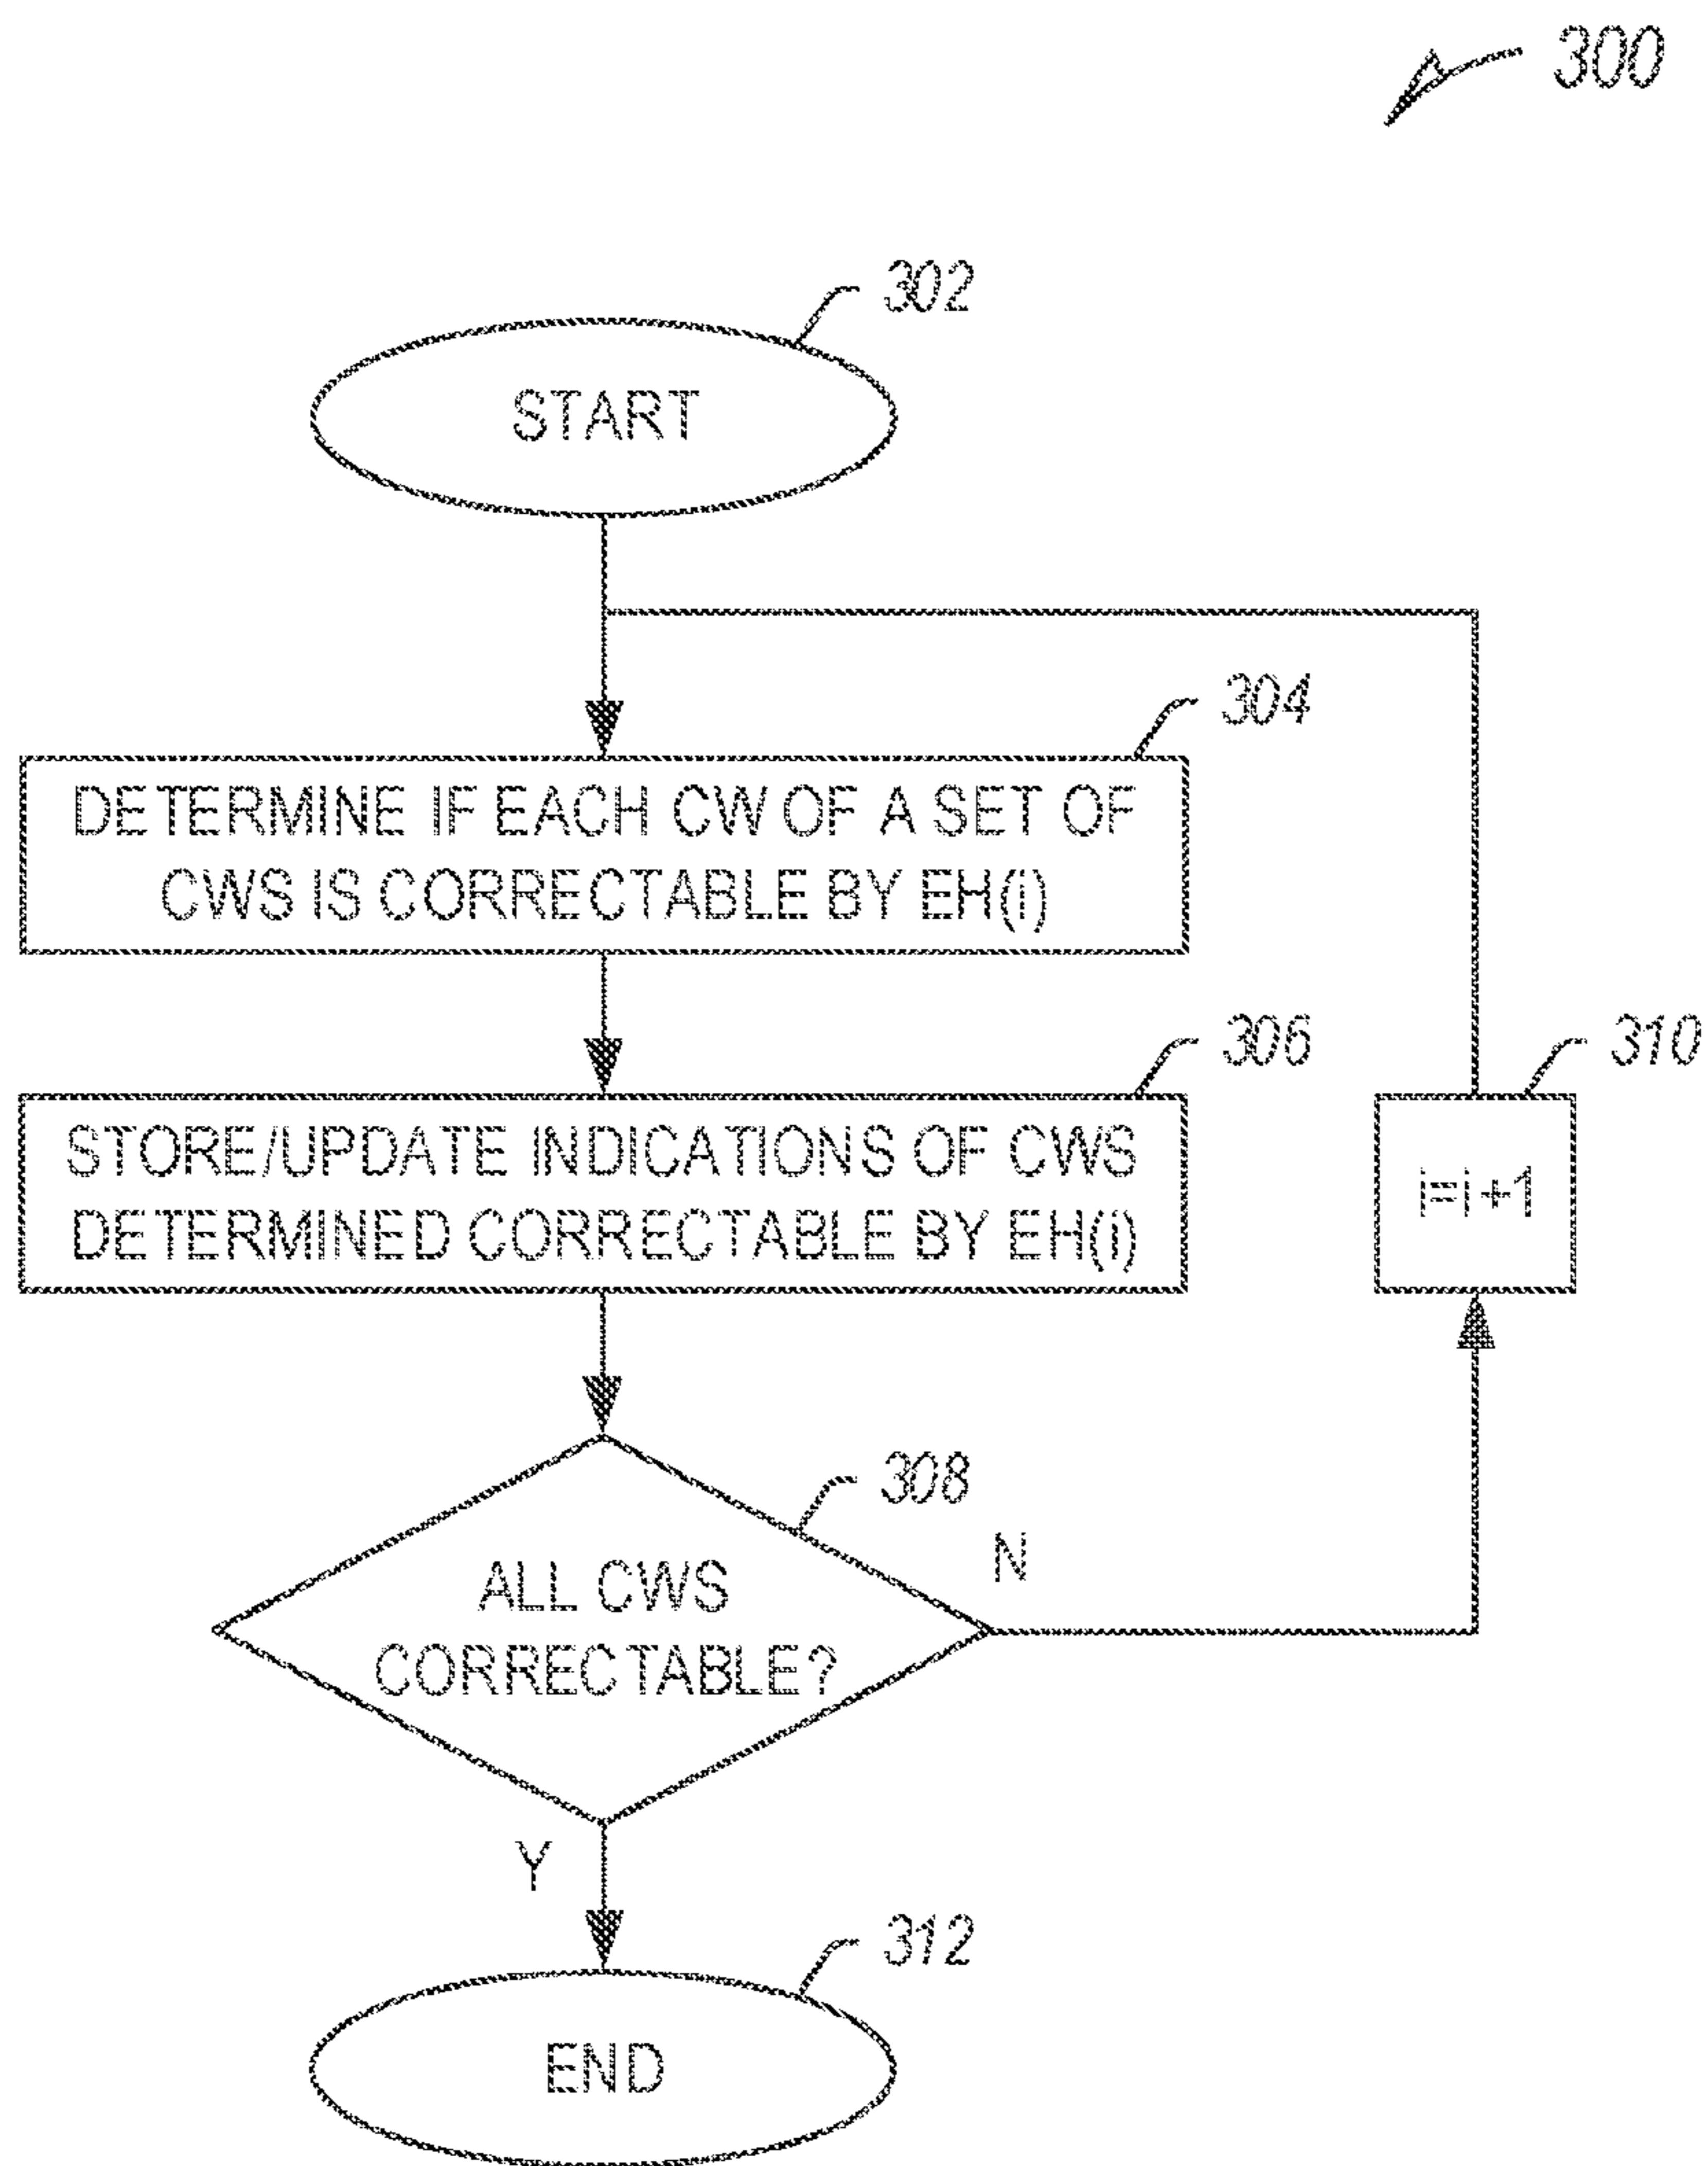 300
302
START
304
DETERMINE IF EACH CW OF A SET OF
CWS IS CORRECTABLE BY EH(i)
306
STORE/UPDATE INDICATIONS OF CWS
DETERMINED CORRECTABLE BY EH(i)
310
i=i+1
308
ALL CWS
CORRECTABLE?
N
Y
312
END